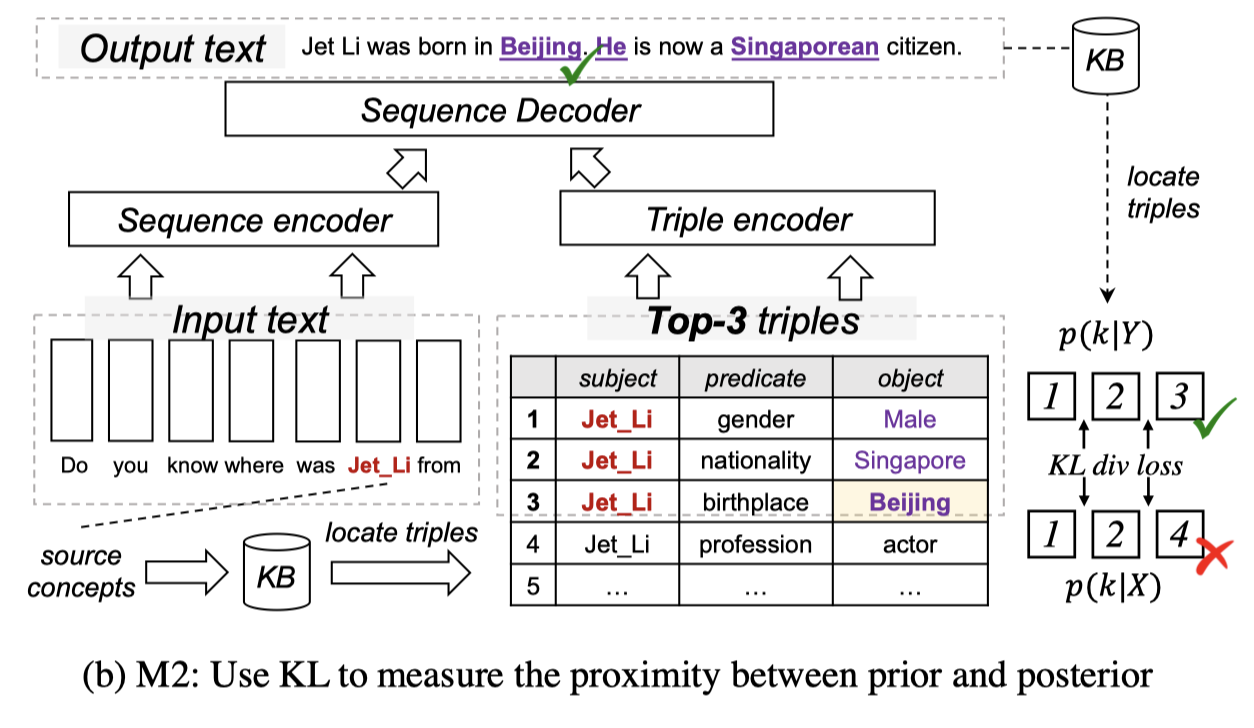 Output text Jet Li was born in Beijing. He is now a Singaporean citizen.
KB
Sequence Decoder
locate
triples
Sequence encoder
Triple encoder
Input text
Do you know where was Jet_Li from
source
concepts
KB
locate triples
Top-3 triples
subject predicate object
1 Jet_Li gender Male
2 Jet_Li nationality Singapore
3 Jet_Li birthplace Beijing
4 Jet_Li profession actor
5 ... ... ...
p(k|Y)
1 2 3
KL div loss
1 2 4
p(k|X)
(b) M2: Use KL to measure the proximity between prior and posterior